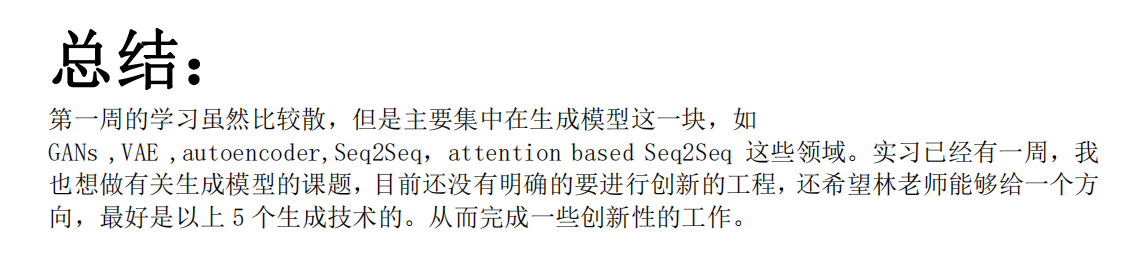 总结：
第一周的学习虽然比较散，但是主要集中在生成模型这一块，如
GANs ,VAE ,autoencoder,Seq2Seq，attention based Seq2Seq 这些领域。实习已经有一周，我
也想做有关生成模型的课题，目前还没有明确的要进行创新的工程，还希望林老师能够给一个方
向，最好是以上 5 个生成技术的。从而完成一些创新性的工作。